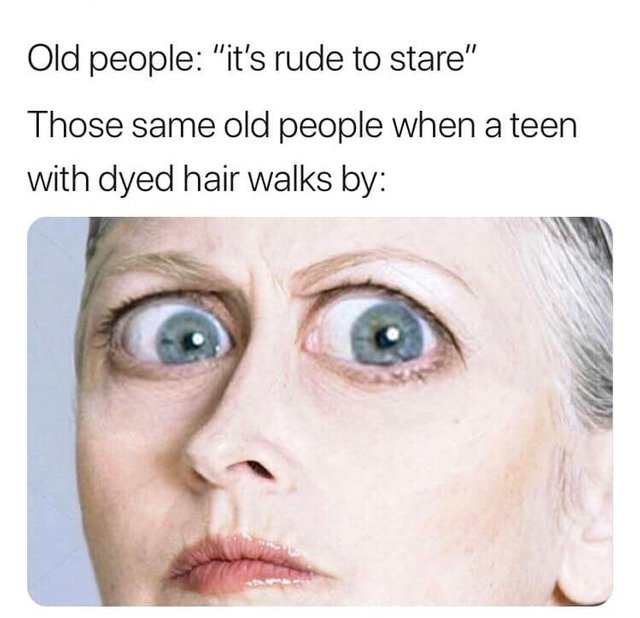 Old people: "it's rude to stare"
Those same old people when a teen
with dyed hair walks by: